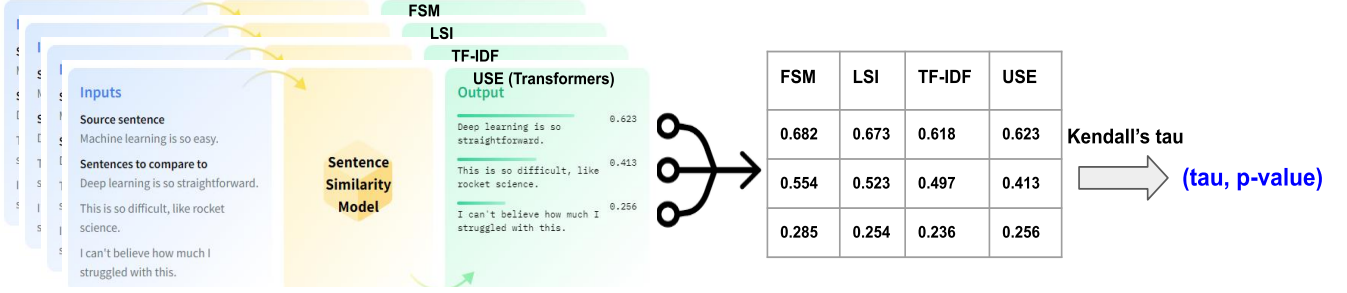 FSM
LSI
TF-IDF
USE (Transformers)
Inputs
Source sentence
Machine learning is so easy.
Sentences to compare to
Deep learning is so straightforward.
This is so difficult, like rocket
science.
I can't believe how much I
struggled with this.
Sentence
Similarity
Model
Output
0.623
Deep learning is so
straightforward.
0.413
This is so difficult, like
rocket science.
0.256
I can't believe how much I
struggled with this.
FSM LSI TF-IDF USE
0.682 0.673 0.618 0.623
0.554 0.523 0.497 0.413
0.285 0.254 0.236 0.256
Kendall's tau
(tau, p-value)